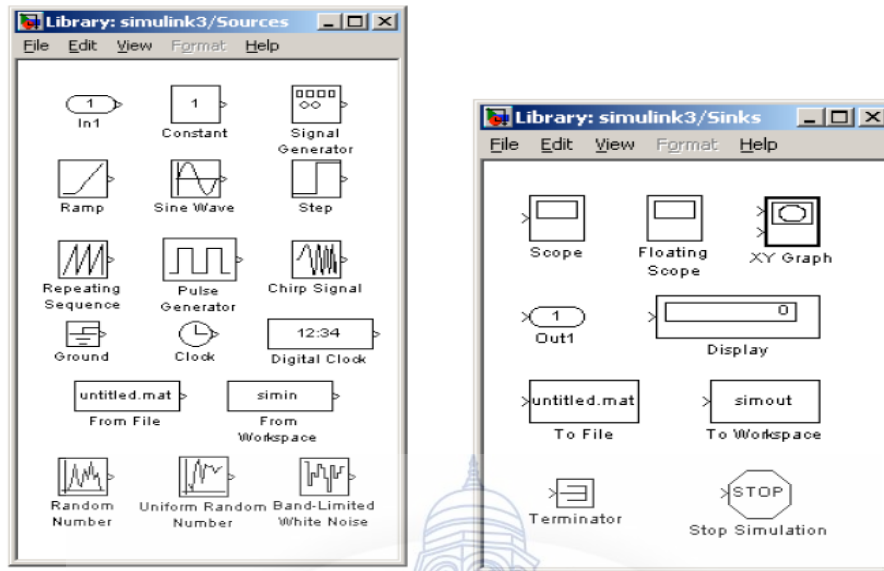 Library: simulink3/Sources
File Edit View Format Help
1
In1
1
Constant
Signal
Generator
Ramp
Sine Wave
Step
Repeating
Sequence
Pulse
Generator
Chirp Signal
Ground
Clock
12:34
Digital Clock
untitled.mat
From File
simin
From
Workspace
Random
Number
Uniform Random
Number
Band-Limited
White Noise
Library: simulink3/Sinks
File Edit View Format Help
Scope
Floating
Scope
XY Graph
1
Out1
0
Display
untitled.mat
To File
simout
To Workspace
Terminator
STOP
Stop Simulation